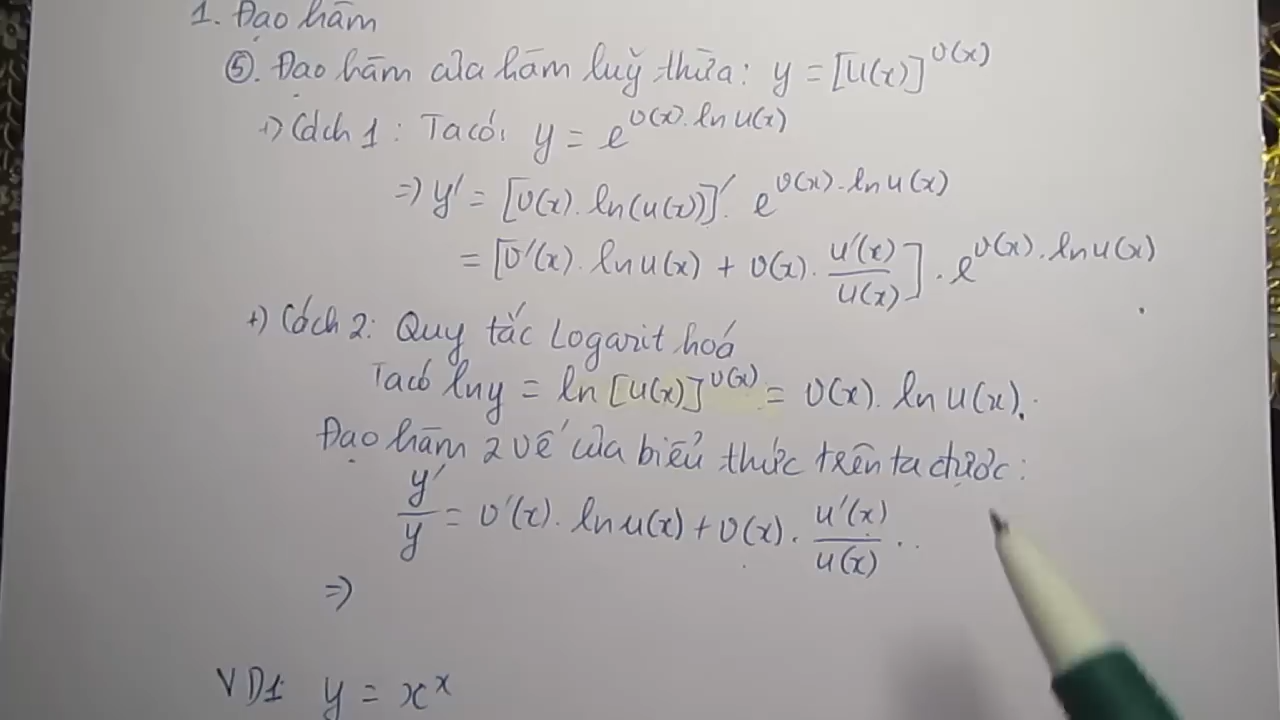 1. Đạo hàm
⑤. Đạo hàm của hàm luỹ thừa: y = [u(x)]^v(x)
+) Cách 1: Ta có: y = e^v(x).ln u(x)
=> y' = [v(x). ln(u(x))]'. e^v(x).ln u(x)
= [v'(x). ln u(x) + v(x). u'(x)/u(x)] . e^v(x).ln u(x)
+) Cách 2: Quy tắc Logarit hoá
Ta có ln y = ln [u(x)]^v(x) = v(x). ln u(x).
Đạo hàm 2 vế của biểu thức trên ta được:
y'/y = v'(x). ln u(x) + v(x). u'(x)/u(x) ..
=>
VD1: y = x^x